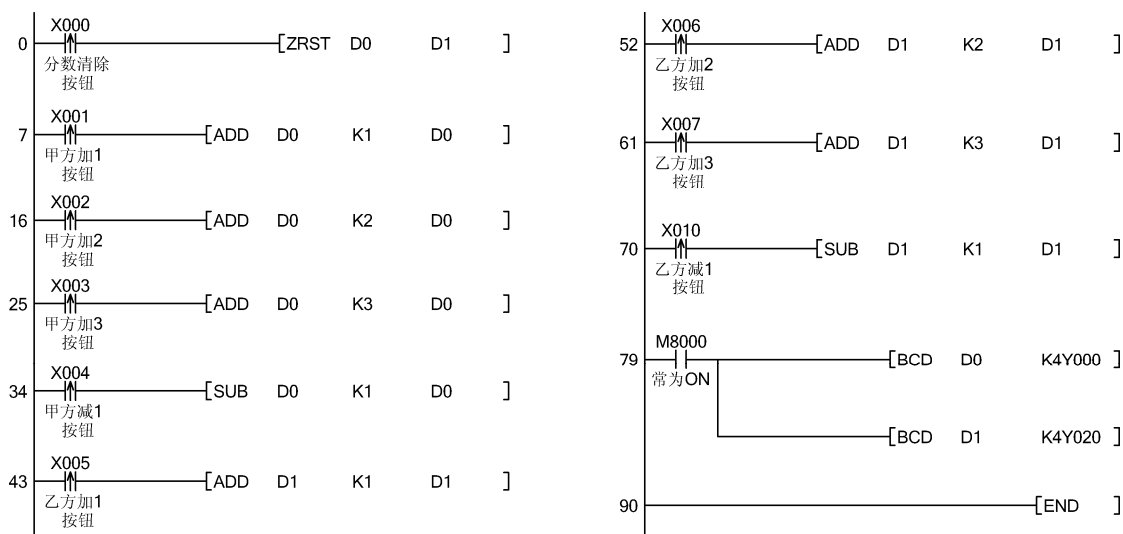 X000
0 [ZRST D0 D1 ]
分数清除
按钮
X001
7 [ADD D0 K1 D0 ]
甲方加1
按钮
X002
16 [ADD D0 K2 D0 ]
甲方加2
按钮
X003
25 [ADD D0 K3 D0 ]
甲方加3
按钮
X004
34 [SUB D0 K1 D0 ]
甲方减1
按钮
X005
43 [ADD D1 K1 D1 ]
乙方加1
按钮
X006
52 [ADD D1 K2 D1 ]
乙方加2
按钮
X007
61 [ADD D1 K3 D1 ]
乙方加3
按钮
X010
70 [SUB D1 K1 D1 ]
乙方减1
按钮
M8000
79 [BCD D0 K4Y000 ]
常为ON
[BCD D1 K4Y020 ]
90 [END ]